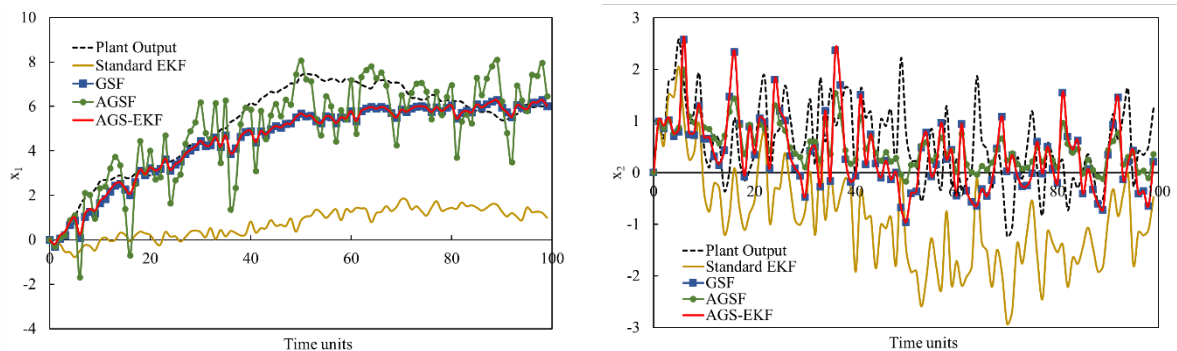 10
8
6
4
2
0
-2
-4
0
20
40
60
80
100
x1
Time units
Plant Output
Standard EKF
GSF
AGSF
AGS-EKF
3
2
1
0
-1
-2
-3
0
20
40
60
80
100
x2
Time units
Plant Output
Standard EKF
GSF
AGSF
AGS-EKF